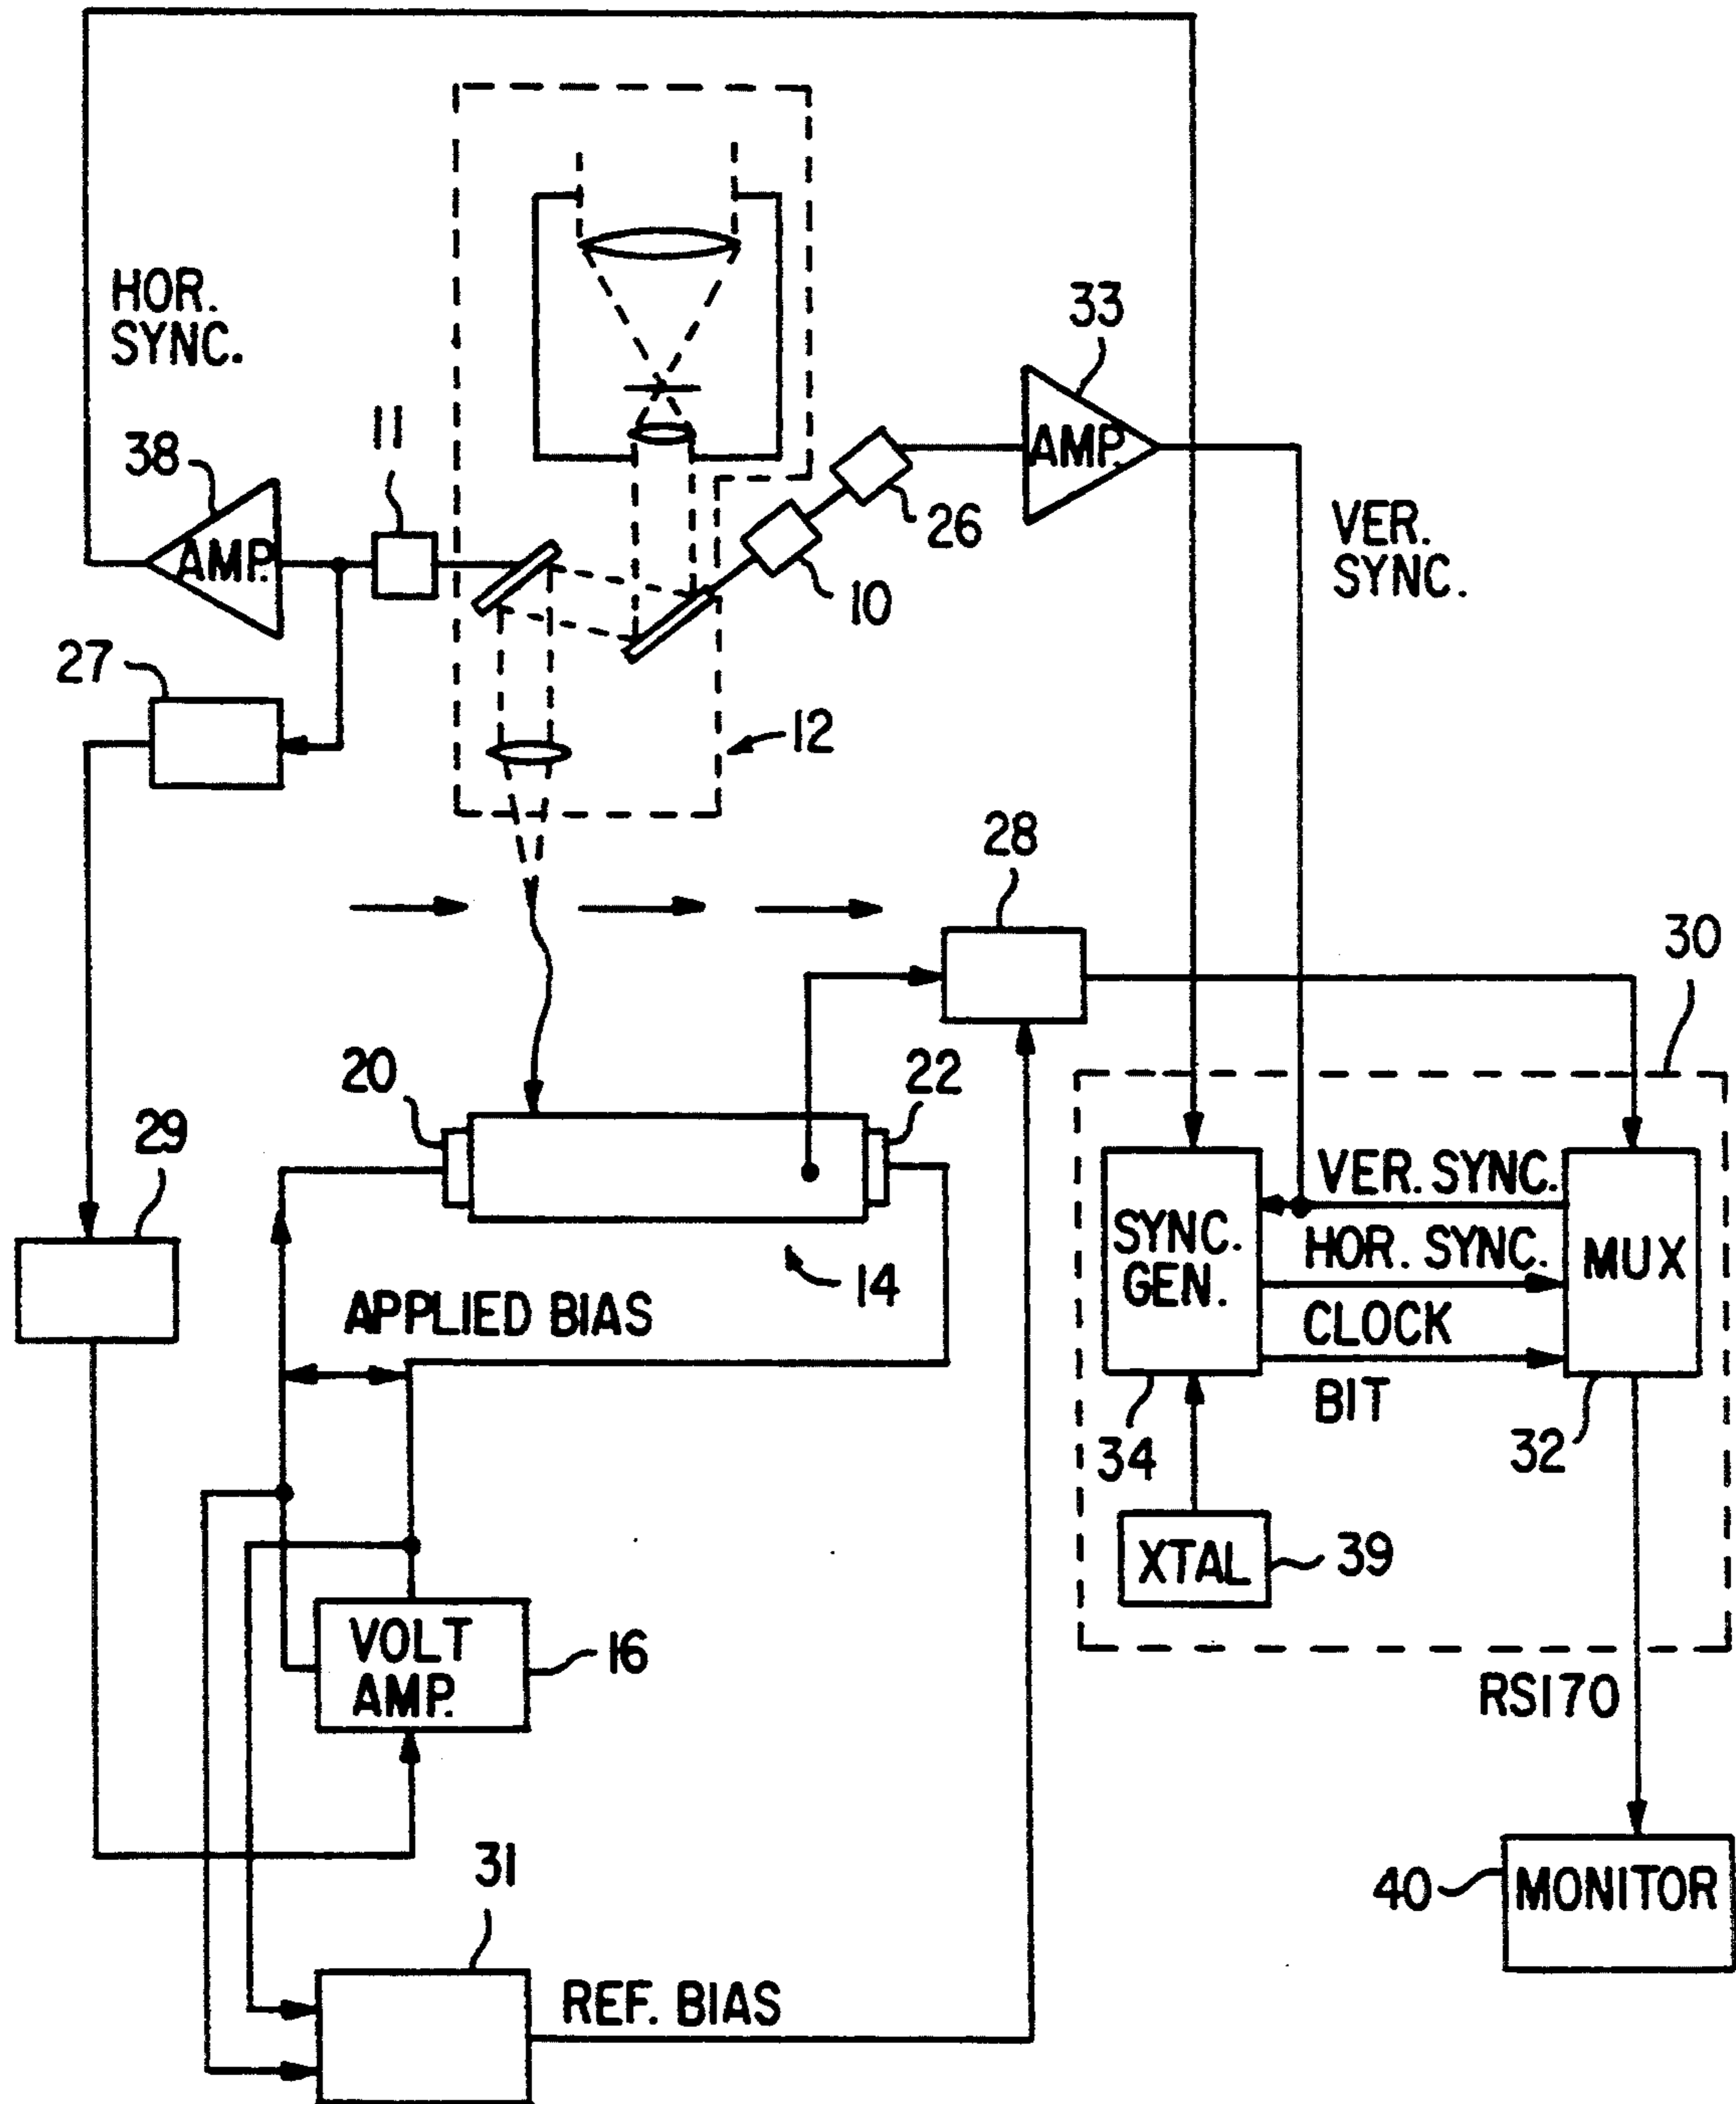 HOR.
SYNC.
33
11
38
AMP.
AMP.
26
VER.
SYNC.
10
27
12
28
30
20
22
29
VER. SYNC.
SYNC.
GEN.
HOR. SYNC.
MUX
14
APPLIED BIAS
CLOCK
BIT
34
32
XTAL
39
VOLT
AMP.
16
RS170
31
40
MONITOR
REF. BIAS